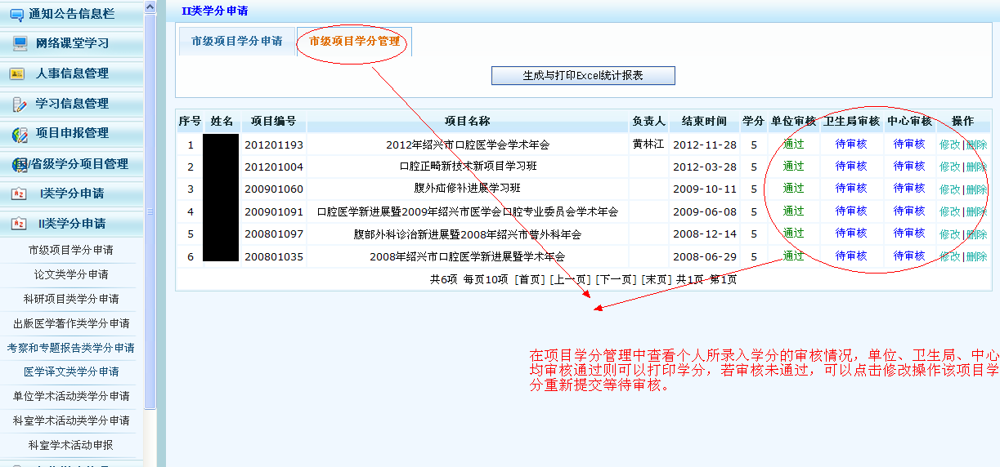 通知公告信息栏
网络课堂学习
人事信息管理
学习信息管理
项目申报管理
I/省级学分项目管理
I类学分申请
II类学分申请
市级项目学分申请
论文类学分申请
科研项目类学分申请
出版医学著作类学分申请
考察和专题报告类学分申请
医学译文类学分申请
单位学术活动类学分申请
科室学术活动类学分申请
科室学术活动申报
II类学分申请
市级项目学分申请 市级项目学分管理
生成与打印Excel统计报表
序号 姓名 项目编号 项目名称 负责人 结束时间 学分 单位审核 卫生局审核 中心审核 操作
1 201201193 2012年绍兴市口腔医学会学术年会 黄林江 2012-11-28 5 通过 待审核 待审核 修改|删除
2 201201004 口腔正畸新技术新项目学习班 2012-03-28 5 通过 待审核 待审核 修改|删除
3 200901060 腹外疝修补进展学习班 2009-10-11 5 通过 待审核 待审核 修改|删除
4 200901091 口腔医学新进展暨2009年绍兴市医学会口腔专业委员会学术年会 2009-06-08 5 通过 待审核 待审核 修改|删除
5 200801097 腹部外科诊治新进展暨2008年绍兴市普外科年会 2008-12-14 5 通过 待审核 待审核 修改|删除
6 200801035 2008年绍兴市口腔医学新进展暨学术年会 2008-06-29 5 通过 待审核 待审核 修改|删除
共6项 每页10项 [首页] [上一页] [下一页] [末页] 共1页 第1页
在项目学分管理中查看个人所录入学分的审核情况，单位、卫生局、中心
均审核通过则可以打印学分，若审核未通过，可以点击修改操作该项目学
分重新提交等待审核。